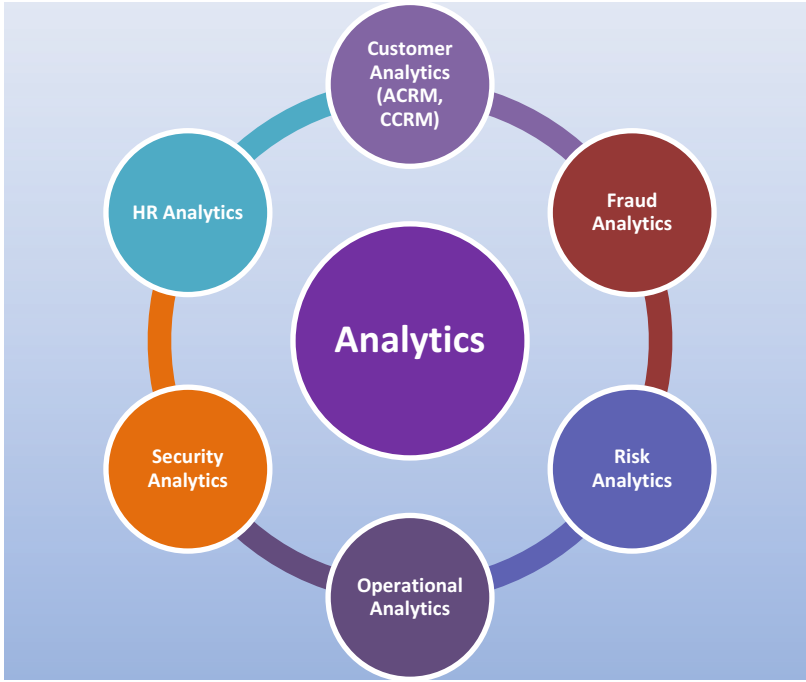 Customer
Analytics
(ACRM,
CCRM)
HR Analytics
Fraud
Analytics
Analytics
Security
Analytics
Risk
Analytics
Operational
Analytics